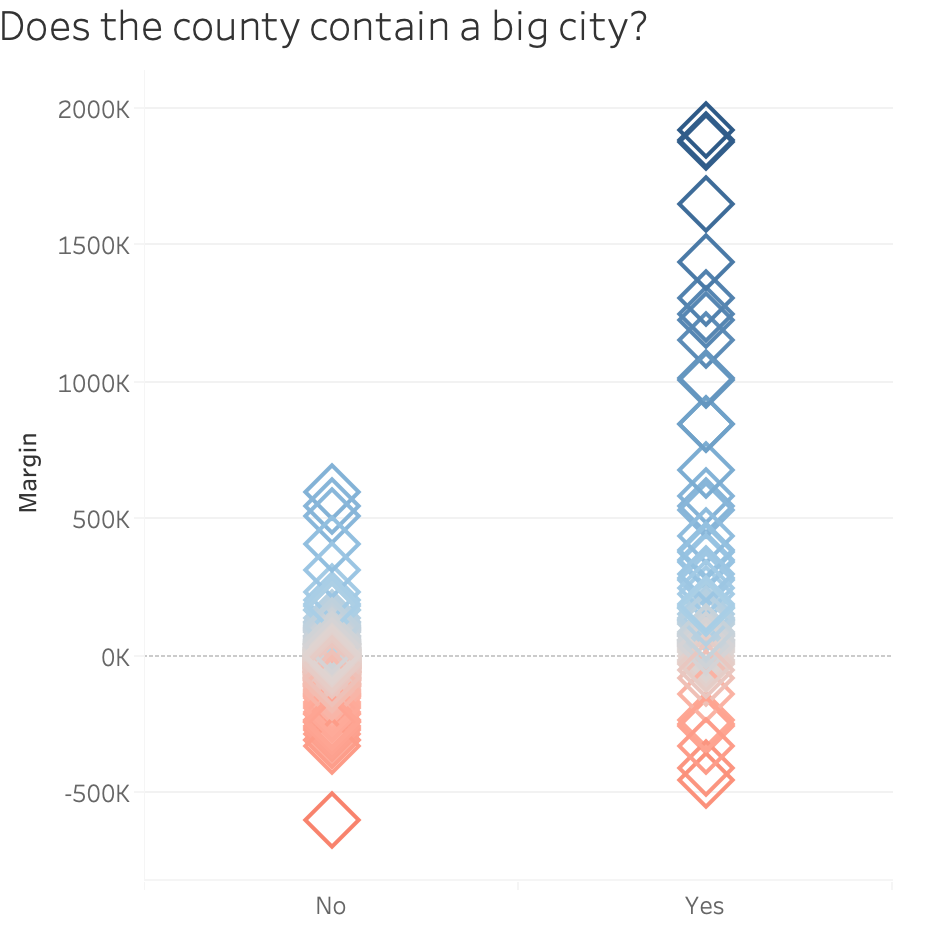 Does the county contain a big city?
2000K
1500K
1000K
500K
0K
-500K
Margin
No
Yes